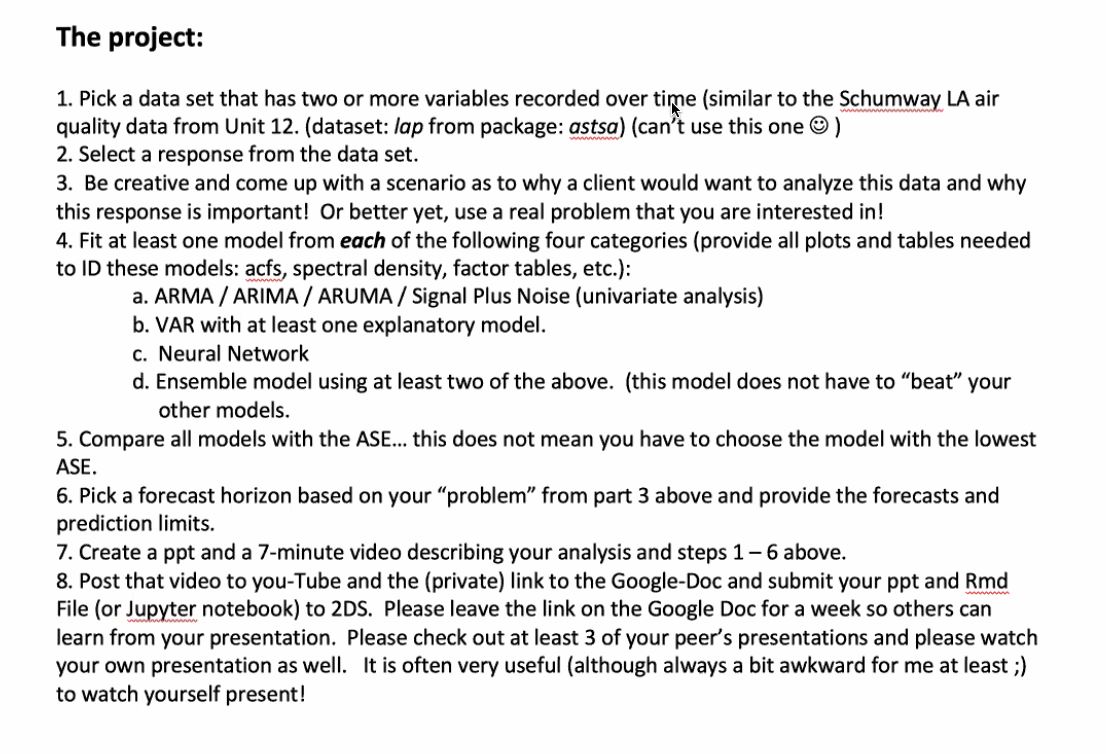 The project:
1. Pick a data set that has two or more variables recorded over time (similar to the Schumway LA air
quality data from Unit 12. (dataset: lap from package: astsa) (can't use this one ☺ )
2. Select a response from the data set.
3.  Be creative and come up with a scenario as to why a client would want to analyze this data and why
this response is important!  Or better yet, use a real problem that you are interested in!
4. Fit at least one model from each of the following four categories (provide all plots and tables needed
to ID these models: acfs, spectral density, factor tables, etc.):
a. ARMA / ARIMA / ARUMA / Signal Plus Noise (univariate analysis)
b. VAR with at least one explanatory model.
c.  Neural Network
d. Ensemble model using at least two of the above.  (this model does not have to “beat” your
other models.
5. Compare all models with the ASE... this does not mean you have to choose the model with the lowest
ASE.
6. Pick a forecast horizon based on your “problem” from part 3 above and provide the forecasts and
prediction limits.
7. Create a ppt and a 7-minute video describing your analysis and steps 1 – 6 above.
8. Post that video to you-Tube and the (private) link to the Google-Doc and submit your ppt and Rmd
File (or Jupyter notebook) to 2DS.  Please leave the link on the Google Doc for a week so others can
learn from your presentation.  Please check out at least 3 of your peer’s presentations and please watch
your own presentation as well.   It is often very useful (although always a bit awkward for me at least ;)
to watch yourself present!